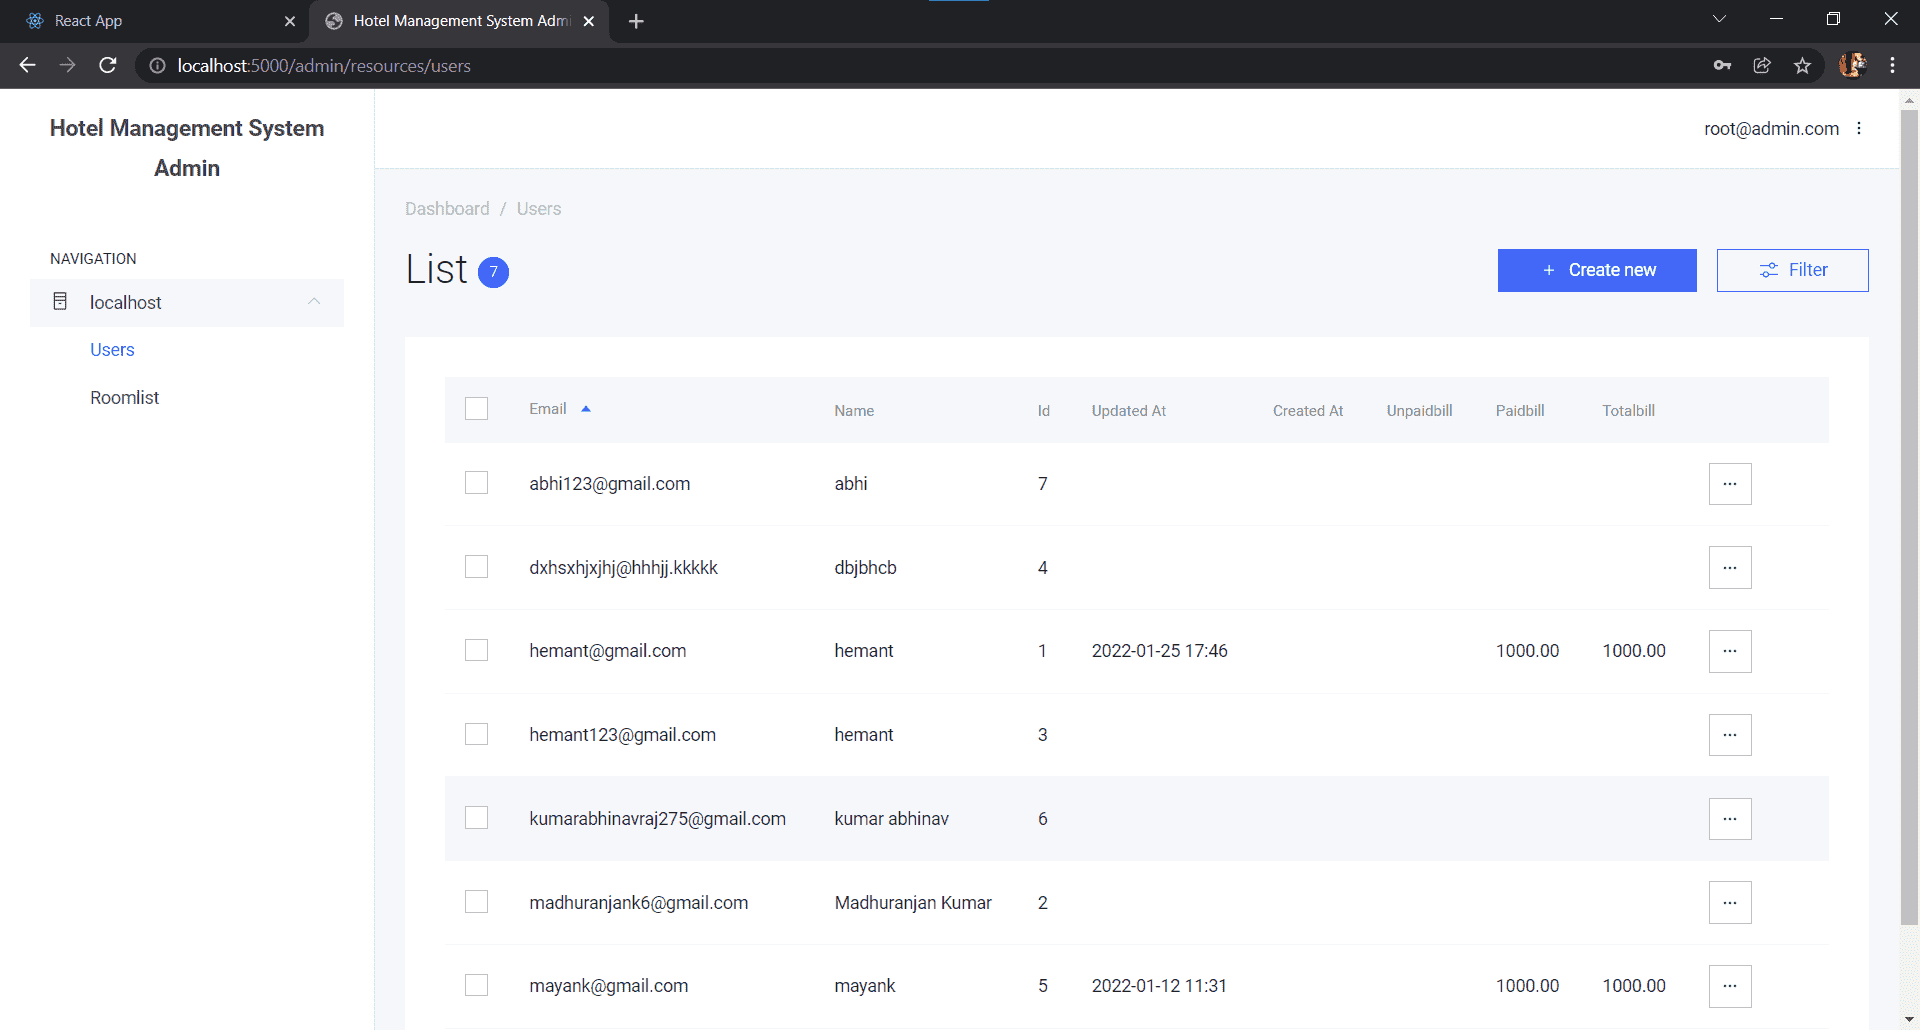 React App
Hotel Management System Admi
localhost:5000/admin/resources/users
Hotel Management System
Admin
root@admin.com
Dashboard / Users
NAVIGATION
List 7
+ Create new
Filter
localhost
Users
Roomlist
Email Name Id Updated At Created At Unpaidbill Paidbill Totalbill
abhi123@gmail.com abhi 7 ...
dxhsxhjxjhj@hhhjj.kkkkk dbjbhcb 4 ...
hemant@gmail.com hemant 1 2022-01-25 17:46 1000.00 1000.00 ...
hemant123@gmail.com hemant 3 ...
kumarabhinavraj275@gmail.com kumar abhinav 6 ...
madhuranjank6@gmail.com Madhuranjan Kumar 2 ...
mayank@gmail.com mayank 5 2022-01-12 11:31 1000.00 1000.00 ...